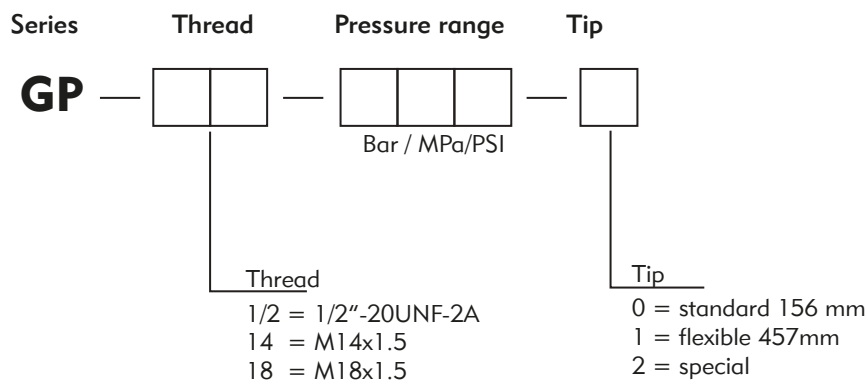 Series Thread Pressure range Tip
GP — — —
Bar / MPa/PSI
Thread
1/2 = 1/2″-20UNF-2A
14 = M14x1.5
18 = M18x1.5
Tip
0 = standard 156 mm
1 = flexible 457mm
2 = special